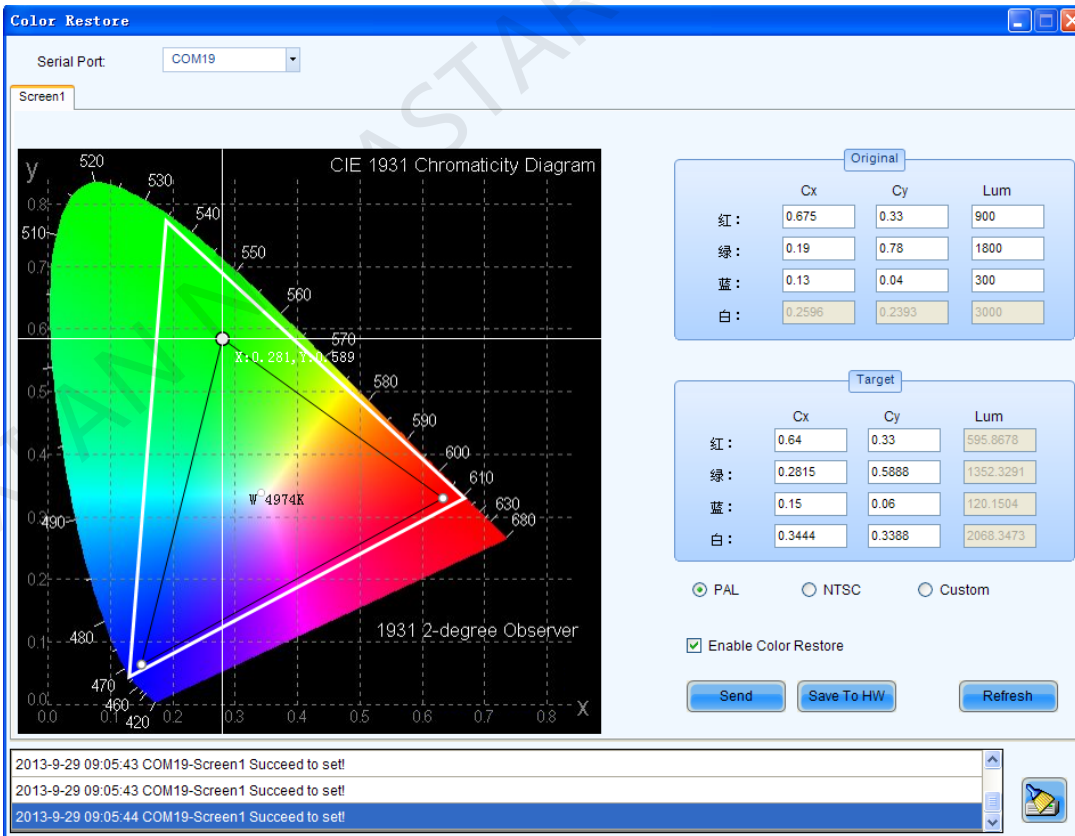 Color Restore
Serial Port: COM19
Screen1
CIE 1931 Chromaticity Diagram
y
520
530
0.8
540
510
550
0.7
560
0.6
570
X:0.281,Y:0.589
580
0.5
590
0.4
600
610
W 4974K
630
0.3
490
680
0.2
1931 2-degree Observer
0.1
480
470
460
0.0
420
0.0 0.1 0.2 0.3 0.4 0.5 0.6 0.7 0.8 X
Original
Cx Cy Lum
红: 0.675 0.33 900
绿: 0.19 0.78 1800
蓝: 0.13 0.04 300
白: 0.2596 0.2393 3000
Target
Cx Cy Lum
红: 0.64 0.33 595.8678
绿: 0.2815 0.5888 1352.3291
蓝: 0.15 0.06 120.1504
白: 0.3444 0.3388 2068.3473
PAL NTSC Custom
Enable Color Restore
Send Save To HW Refresh
2013-9-29 09:05:43 COM19-Screen1 Succeed to set!
2013-9-29 09:05:43 COM19-Screen1 Succeed to set!
2013-9-29 09:05:44 COM19-Screen1 Succeed to set!